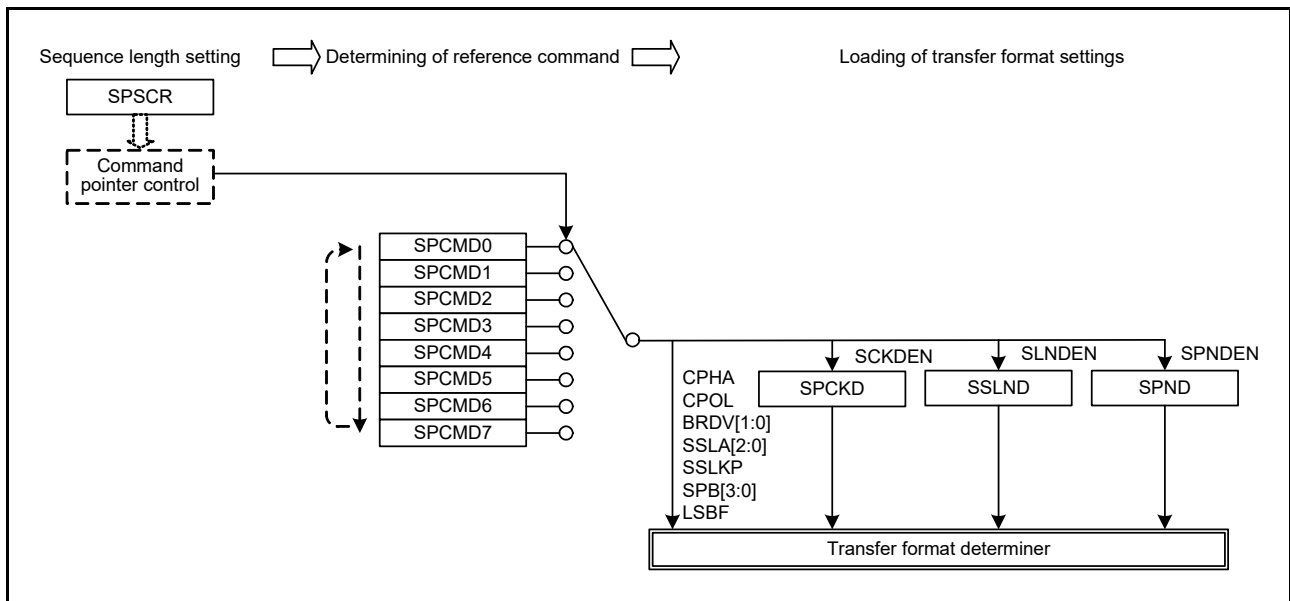 Sequence length setting
Determining of reference command
Loading of transfer format settings
SPSCR
Command
pointer control
SPCMD0
SPCMD1
SPCMD2
SPCMD3
SPCMD4
SPCMD5
SPCMD6
SPCMD7
SCKDEN
SLNDEN
SPNDEN
CPHA
CPOL
BRDV[1:0]
SSLA[2:0]
SSLKP
SPB[3:0]
LSBF
SPCKD
SSLND
SPND
Transfer format determiner